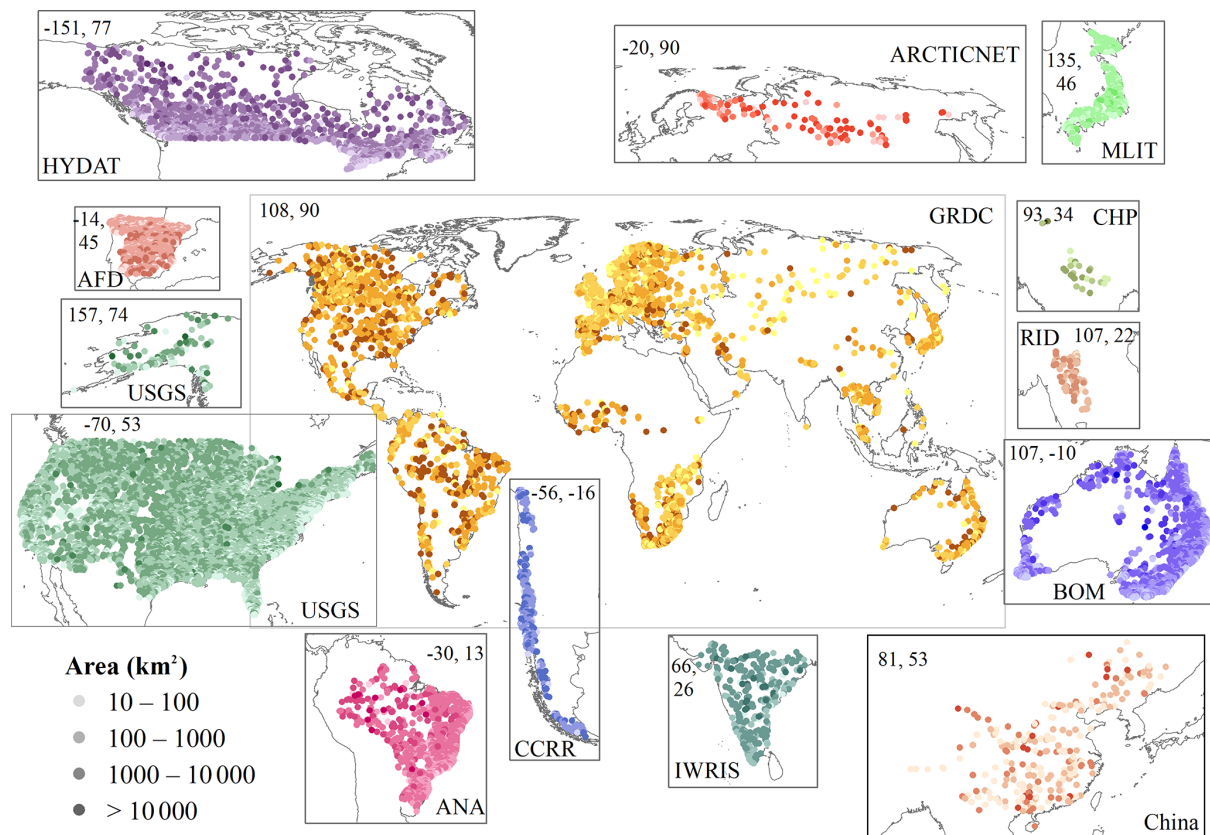 -151, 77
HYDAT
-20, 90
ARCTICNET
135,
46
MLIT
-14,
45
AFD
108, 90
GRDC
93, 34
CHP
157, 74
USGS
RID
107, 22
-70, 53
USGS
-56, -16
CCRR
107, -10
BOM
Area (km²)
10 – 100
100 – 1000
1000 – 10 000
> 10 000
-30, 13
ANA
66,
26
IWRIS
81, 53
China